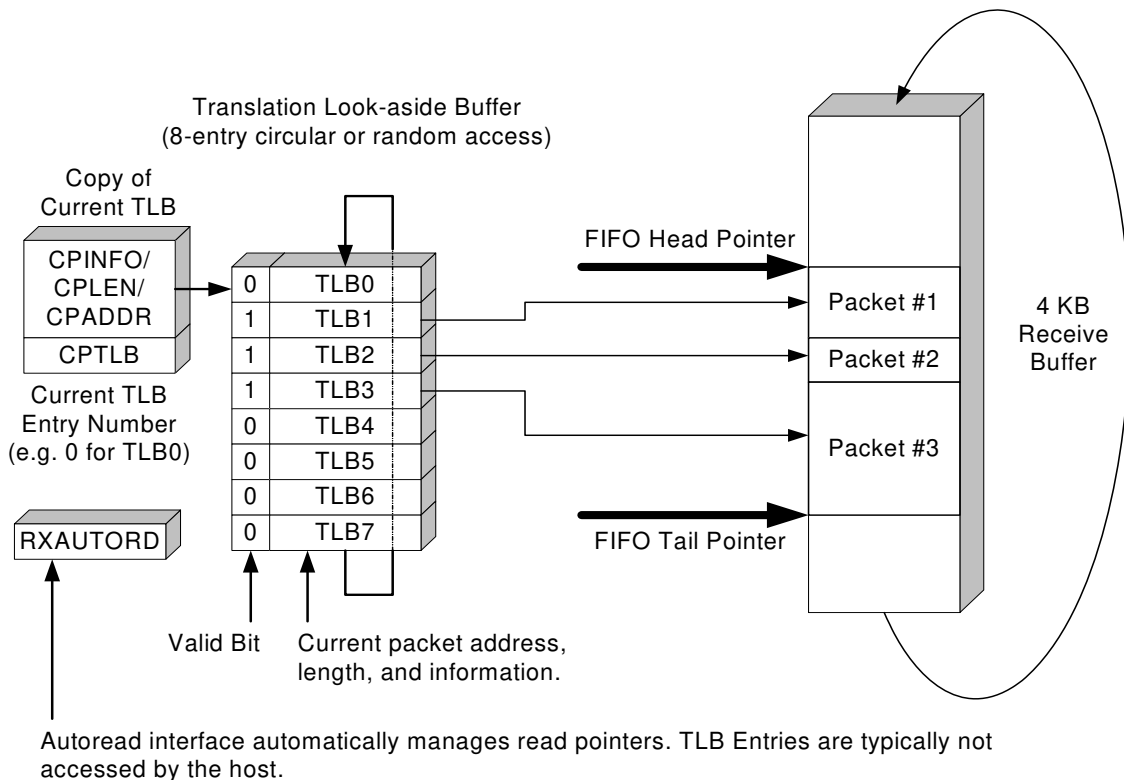 Translation Look-aside Buffer
(8-entry circular or random access)
Copy of
Current TLB
CPINFO/
CPLEN/
CPADDR
CPTLB
Current TLB
Entry Number
(e.g. 0 for TLB0)
RXAUTORD
0 TLB0
1 TLB1
1 TLB2
1 TLB3
0 TLB4
0 TLB5
0 TLB6
0 TLB7
Valid Bit
Current packet address,
length, and information.
FIFO Head Pointer
FIFO Tail Pointer
Packet #1
Packet #2
Packet #3
4 KB
Receive
Buffer
Autoread interface automatically manages read pointers. TLB Entries are typically not
accessed by the host.